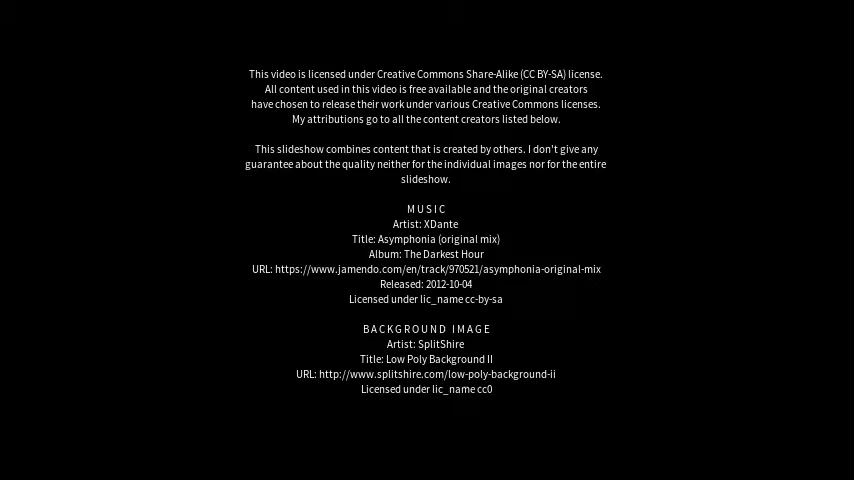 This video is licensed under Creative Commons Share-Alike (CC BY-SA) license.
All content used in this video is free available and the original creators
have chosen to release their work under various Creative Commons licenses.
My attributions go to all the content creators listed below.
This slideshow combines content that is created by others. I don't give any
guarantee about the quality neither for the individual images nor for the entire
slideshow.
MUSIC
Artist: XDante
Title: Asymphonia (original mix)
Album: The Darkest Hour
URL: https://www.jamendo.com/en/track/970521/asymphonia-original-mix
Released: 2012-10-04
Licensed under lic_name cc-by-sa
BACKGROUND IMAGE
Artist: SplitShire
Title: Low Poly Background II
URL: http://www.splitshire.com/low-poly-background-ii
Licensed under lic_name cc0